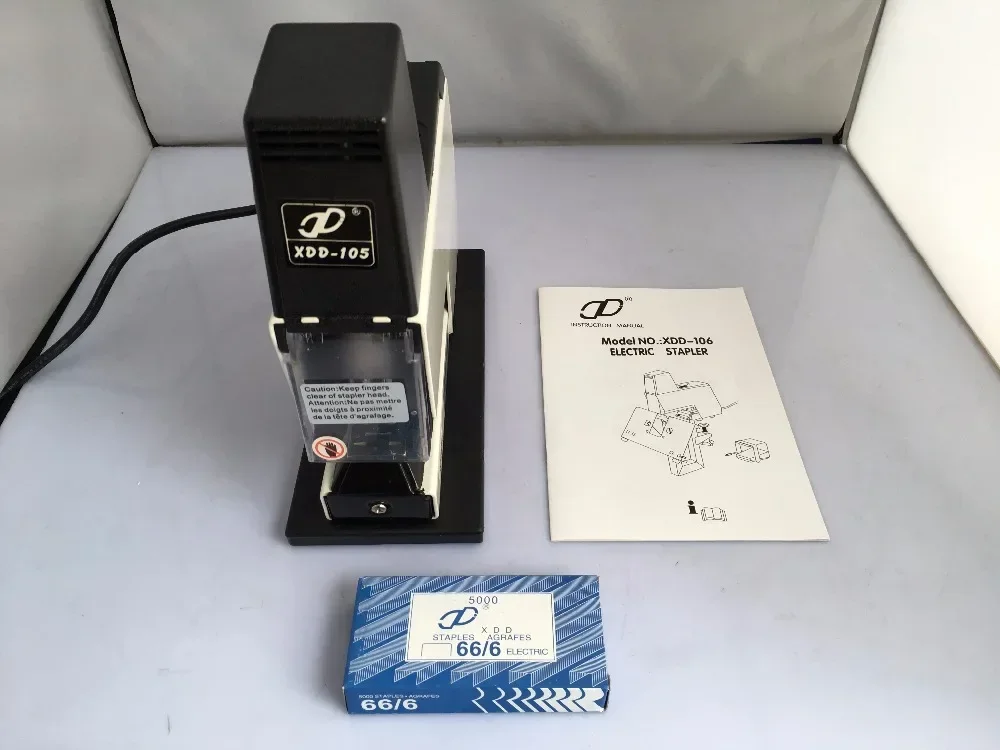 XDD-105
Caution:Keep fingers
clear of stapler head.
Attention:Ne pas mettre
les doigts à proximité
de la tête d'agrafage.
INSTRUCTION MANUAL
Model NO.:XDD-106
ELECTRIC STAPLER
i
5000
XDD
STAPLES AGRAFES
66/6 ELECTRIC
5000 STAPLES • AGRAFES
66/6